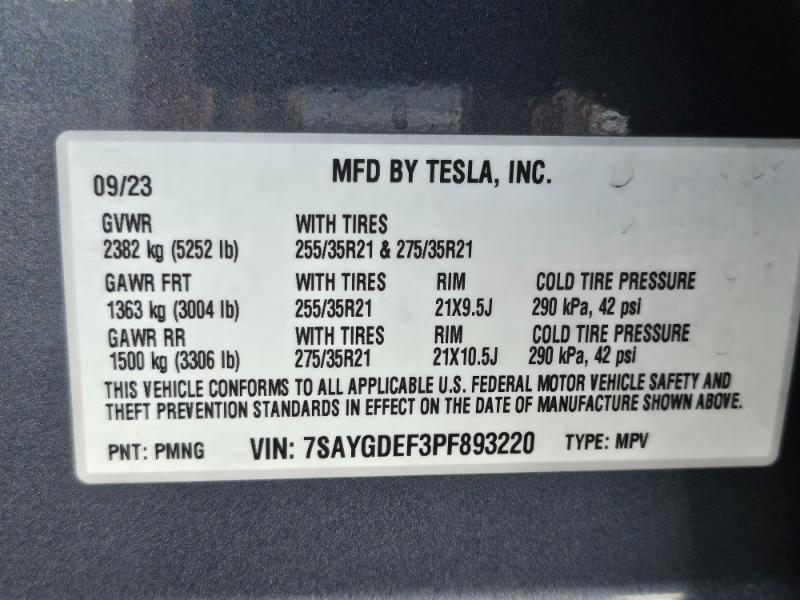 MFD BY TESLA, INC.
09/23
GVWR WITH TIRES
2382 kg (5252 lb) 255/35R21 & 275/35R21
GAWR FRT WITH TIRES RIM COLD TIRE PRESSURE
1363 kg (3004 lb) 255/35R21 21X9.5J 290 kPa, 42 psi
GAWR RR WITH TIRES RIM COLD TIRE PRESSURE
1500 kg (3306 lb) 275/35R21 21X10.5J 290 kPa, 42 psi
THIS VEHICLE CONFORMS TO ALL APPLICABLE U.S. FEDERAL MOTOR VEHICLE SAFETY AND
THEFT PREVENTION STANDARDS IN EFFECT ON THE DATE OF MANUFACTURE SHOWN ABOVE.
PNT: PMNG VIN: 7SAYGDEF3PF893220 TYPE: MPV